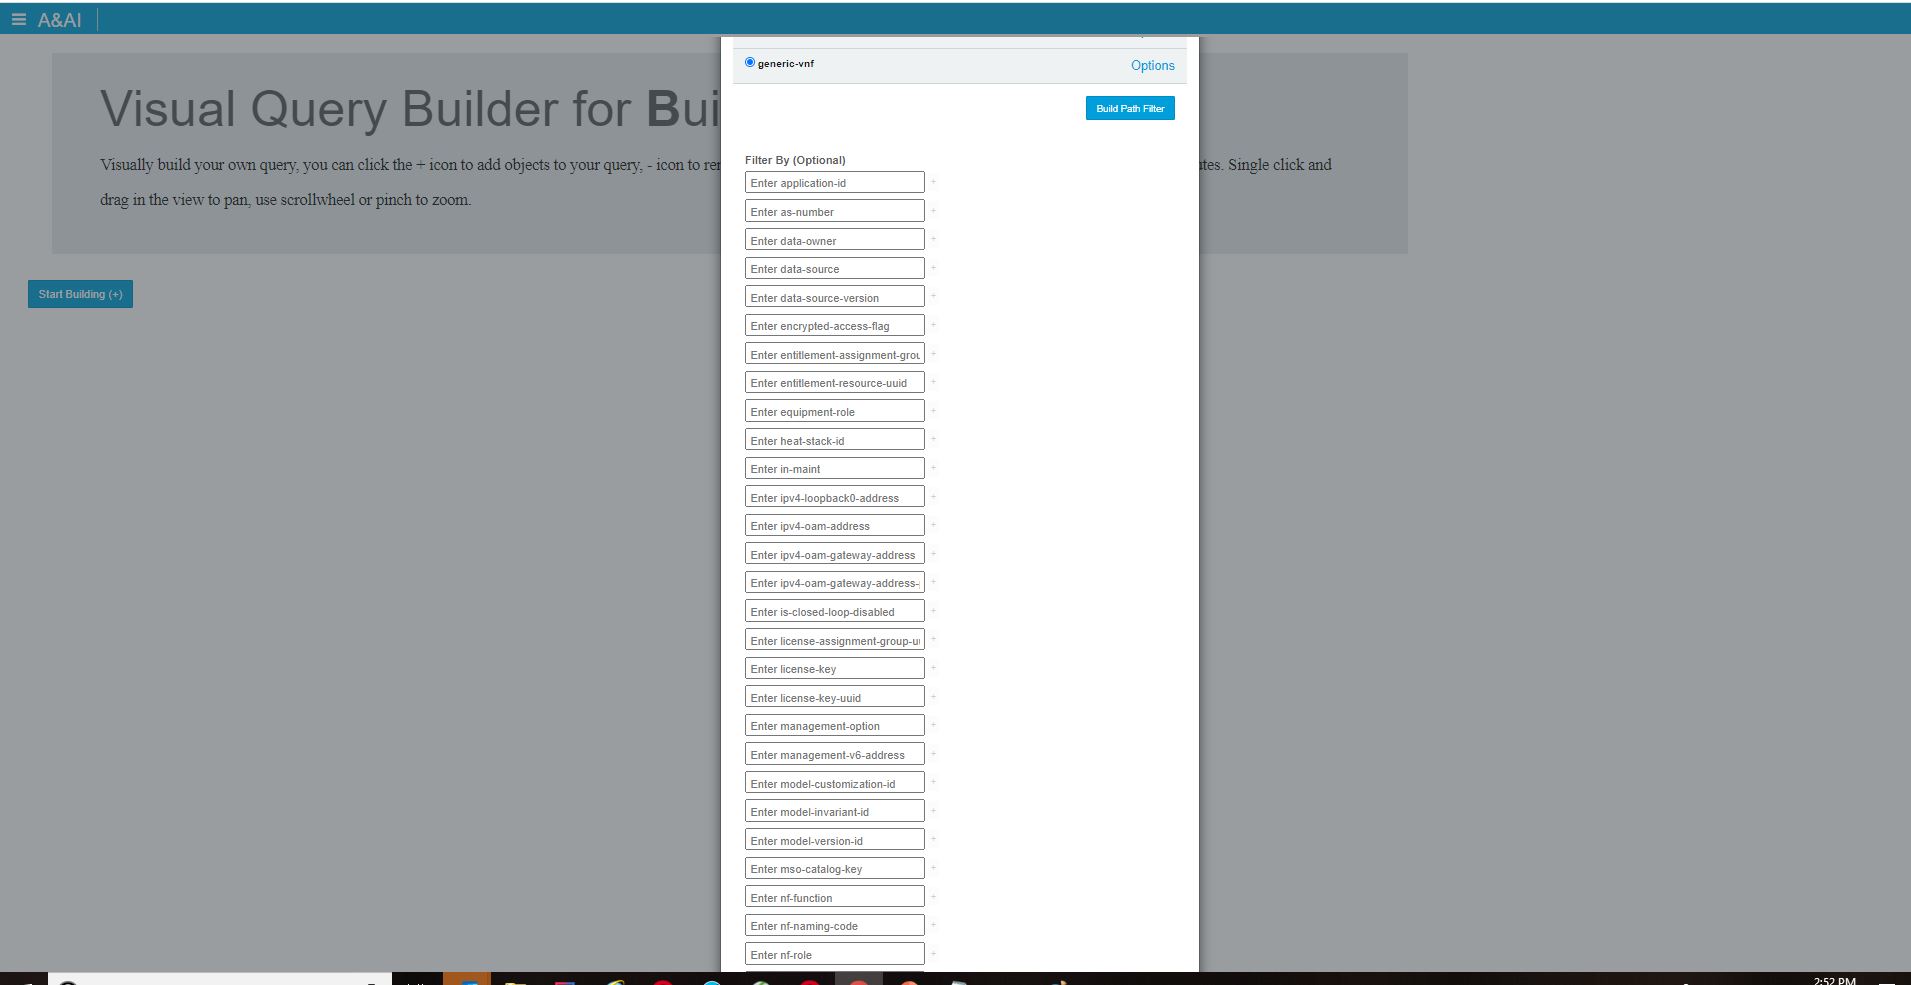 A&AI
generic-vnf
Options
Visual Query Builder for Bui
Build Path Filter
Visually build your own query, you can click the + icon to add objects to your query, - icon to
tes. Single click and
drag in the view to pan, use scrollwheel or pinch to zoom.
Start Building (+)
Filter By (Optional)
Enter application-id +
Enter as-number +
Enter data-owner +
Enter data-source +
Enter data-source-version +
Enter encrypted-access-flag +
Enter entitlement-assignment-grou +
Enter entitlement-resource-uuid +
Enter equipment-role +
Enter heat-stack-id +
Enter in-maint +
Enter ipv4-loopback0-address +
Enter ipv4-oam-address +
Enter ipv4-oam-gateway-address +
Enter ipv4-oam-gateway-address- +
Enter is-closed-loop-disabled +
Enter license-assignment-group-u +
Enter license-key +
Enter license-key-uuid +
Enter management-option +
Enter management-v6-address +
Enter model-customization-id +
Enter model-invariant-id +
Enter model-version-id +
Enter mso-catalog-key +
Enter nf-function +
Enter nf-naming-code +
Enter nf-role +
2:52 PM